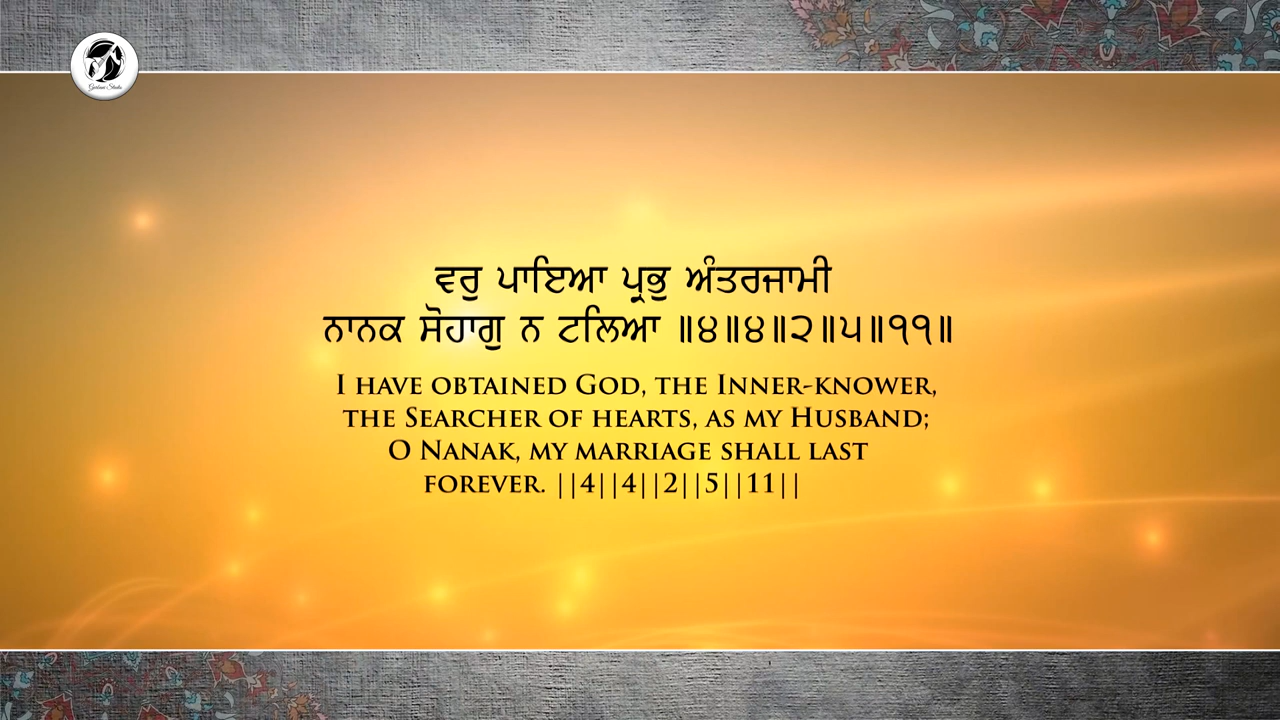 ਵਰੁ ਪਾਇਆ ਪ੍ਰਭੁ ਅੰਤਰਜਾਮੀ
ਨਾਨਕ ਸੋਹਾਗੁ ਨ ਟਲਿਆ ॥੪॥੪॥੨॥੫॥੧੧॥
I have obtained God, the Inner-knower,
the Searcher of hearts, as my Husband;
O Nanak, my marriage shall last
forever. ||4||4||2||5||11||